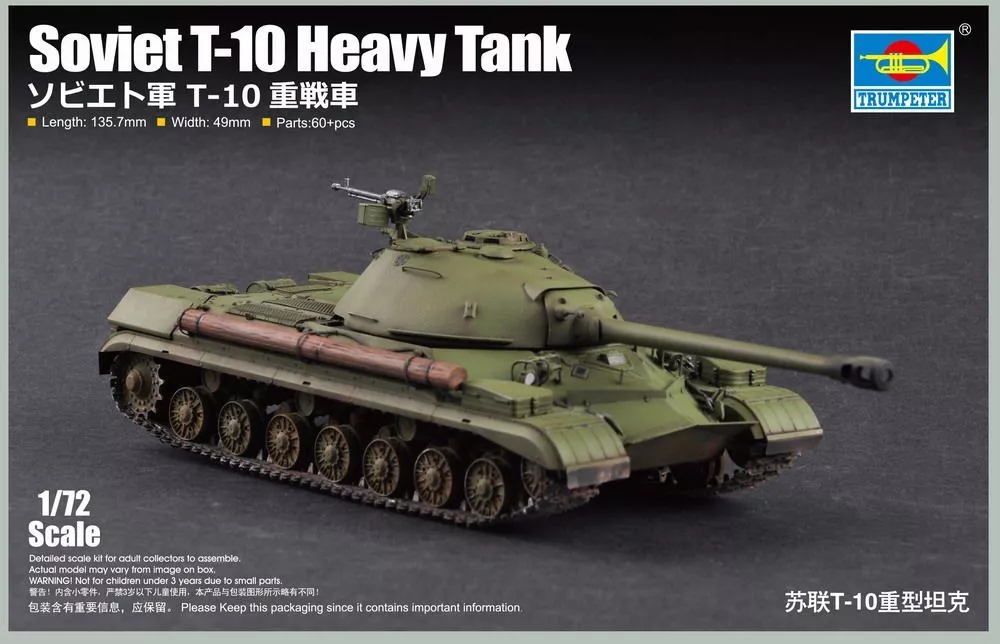 Soviet T-10 Heavy Tank
ソビエト軍 T-10 重戦車
Length: 135.7mm Width: 49mm Parts:60+pcs
®
TRUMPETER
1/72
Scale
Detailed scale kit for adult collectors to assemble.
Actual model may vary from image on box.
WARNING! Not for children under 3 years due to small parts.
警告！内含小零件，严禁3岁以下儿童使用，本产品与包装图形所示略有不同！
包装含有重要信息，应保留。 Please Keep this packaging since it contains important information.
苏联T-10重型坦克